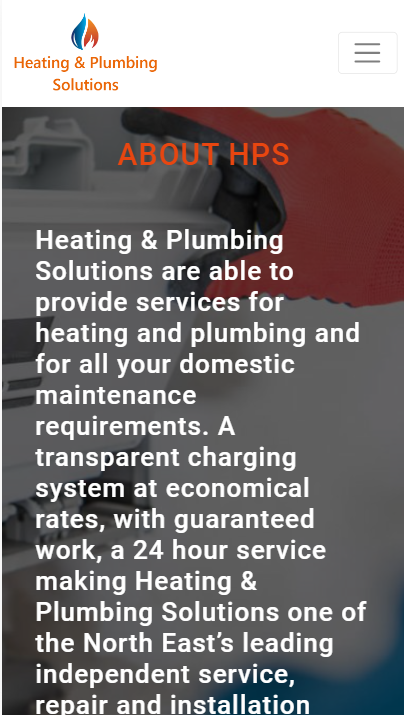 Heating & Plumbing
Solutions
ABOUT HPS
Heating & Plumbing
Solutions are able to
provide services for
heating and plumbing and
for all your domestic
maintenance
requirements. A
transparent charging
system at economical
rates, with guaranteed
work, a 24 hour service
making Heating &
Plumbing Solutions one of
the North East’s leading
independent service,
repair and installation